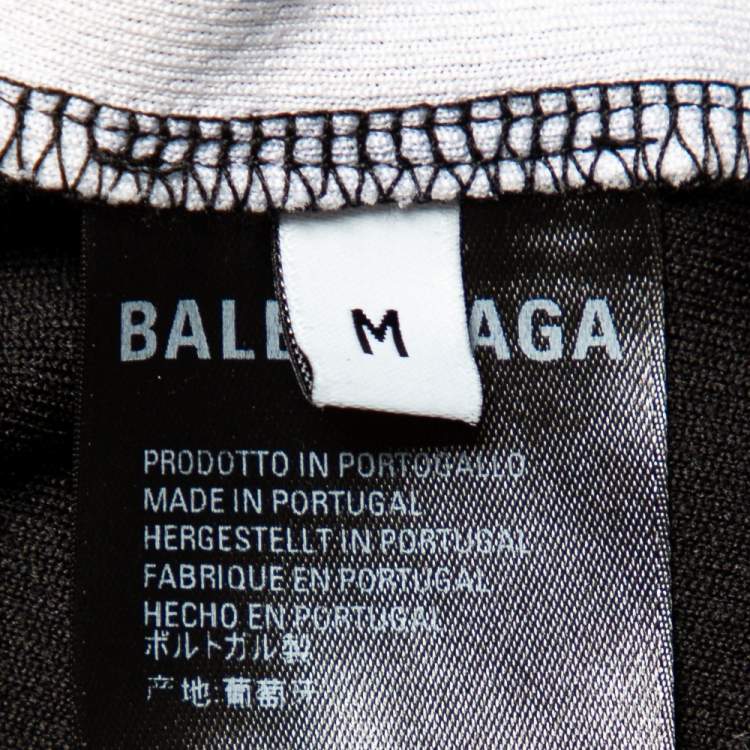 BALE AGA
M
PRODOTTO IN PORTOGALLO
MADE IN PORTUGAL
HERGESTELLT IN PORTUGAL
FABRIQUE EN PORTUGAL
HECHO EN PORTUGAL
ポルトガル製
产地:葡萄牙